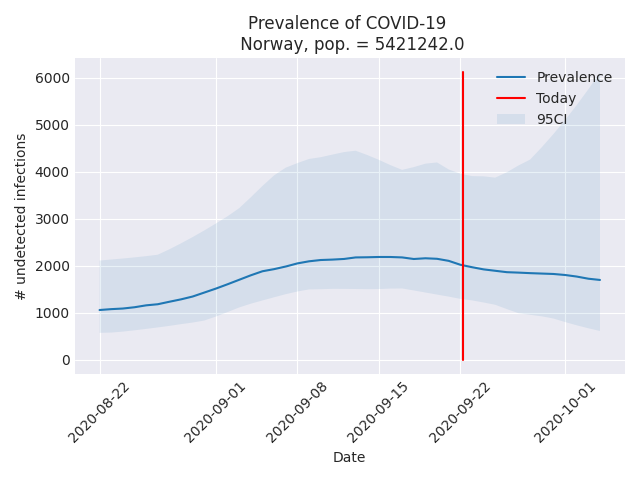 Prevalence of COVID-19
Norway, pop. = 5421242.0
Prevalence
Today
95CI
# undetected infections
6000
5000
4000
3000
2000
1000
0
2020-08-22
2020-09-01
2020-09-08
2020-09-15
2020-09-22
2020-10-01
Date